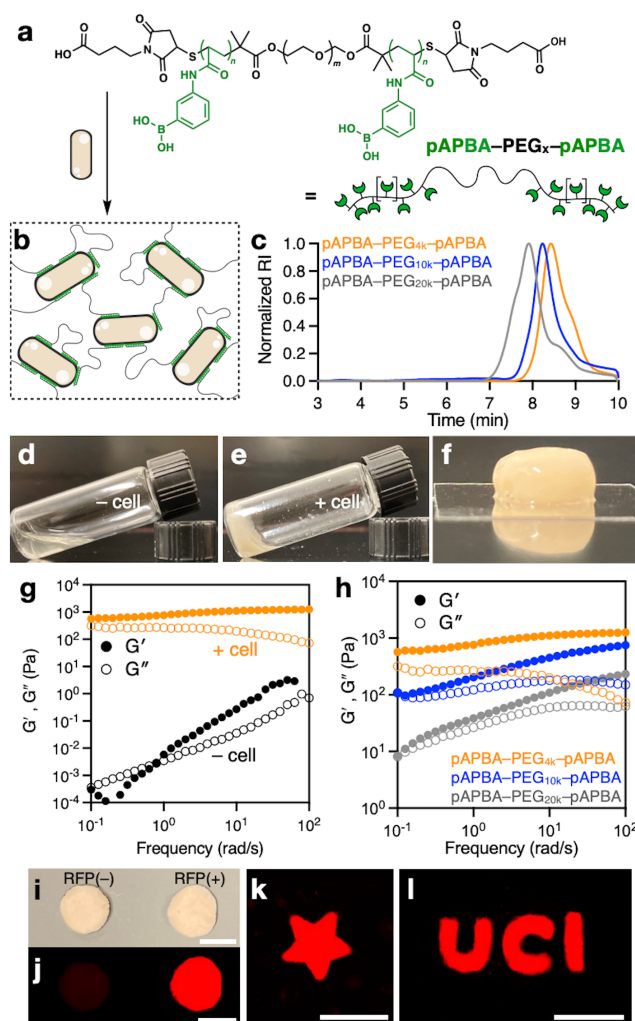 a
HO
O
O
N
O
S
n
O
HN
B
HO
OH
O
O
m
O
O
n
O
HN
B
HO
OH
S
O
N
O
O
OH
pAPBA–PEGx–pAPBA
=
b
c
pAPBA–PEG4k–pAPBA
pAPBA–PEG10k–pAPBA
pAPBA–PEG20k–pAPBA
Normalized RI
1.0
0.8
0.6
0.4
0.2
0.0
3 4 5 6 7 8 9 10
Time (min)
d
– cell
e
+ cell
f
g
G′
G″
+ cell
– cell
G′ , G″ (Pa)
10⁴
10³
10²
10¹
10⁰
10⁻¹
10⁻²
10⁻³
10⁻⁴
10⁻¹ 10⁰ 10¹ 10²
Frequency (rad/s)
h
G′
G″
G′ , G″ (Pa)
10⁴
10³
10²
10¹
10⁰
pAPBA–PEG4k–pAPBA
pAPBA–PEG10k–pAPBA
pAPBA–PEG20k–pAPBA
10⁻¹ 10⁰ 10¹ 10²
Frequency (rad/s)
i
RFP(–) RFP(+)
j
k
l
UCI